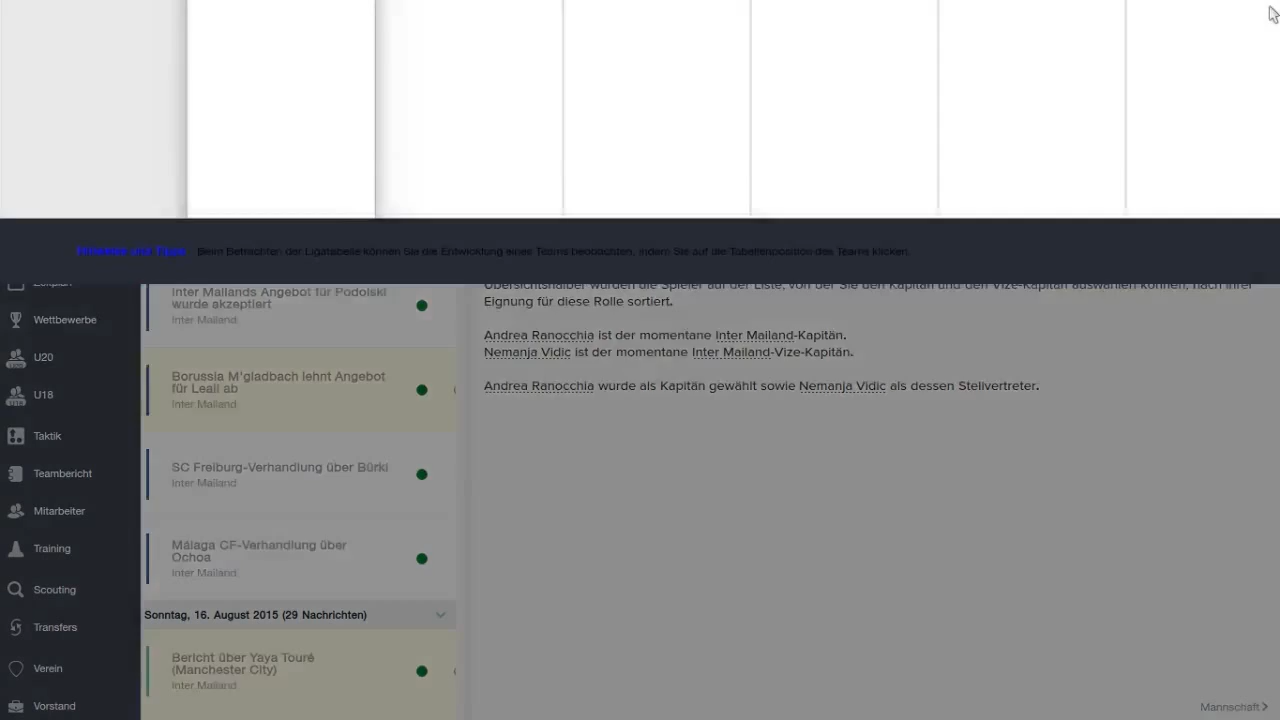 Hilfreiches und Tipps Beim Betrachten der Ligatabelle können Sie die Entwicklung eines Teams beobachten, indem Sie auf die Tabellenposition des Teams klicken.
Zeitplan
Wettbewerbe
U20
U18
Taktik
Teambericht
Mitarbeiter
Training
Scouting
Transfers
Verein
Vorstand
Inter Mailands Angebot für Podolski
wurde akzeptiert
Inter Mailand
Borussia M'gladbach lehnt Angebot
für Leali ab
Inter Mailand
SC Freiburg-Verhandlung über Bürki
Inter Mailand
Málaga CF-Verhandlung über
Ochoa
Inter Mailand
Sonntag, 16. August 2015 (29 Nachrichten)
Bericht über Yaya Touré
(Manchester City)
Inter Mailand
Übersichtshalber wurden die Spieler auf der Liste, von der Sie den Kapitän und den Vize-Kapitän auswählen können, nach ihrer
Eignung für diese Rolle sortiert.
Andrea Ranocchia ist der momentane Inter Mailand-Kapitän.
Nemanja Vidic ist der momentane Inter Mailand-Vize-Kapitän.
Andrea Ranocchia wurde als Kapitän gewählt sowie Nemanja Vidic als dessen Stellvertreter.
Mannschaft